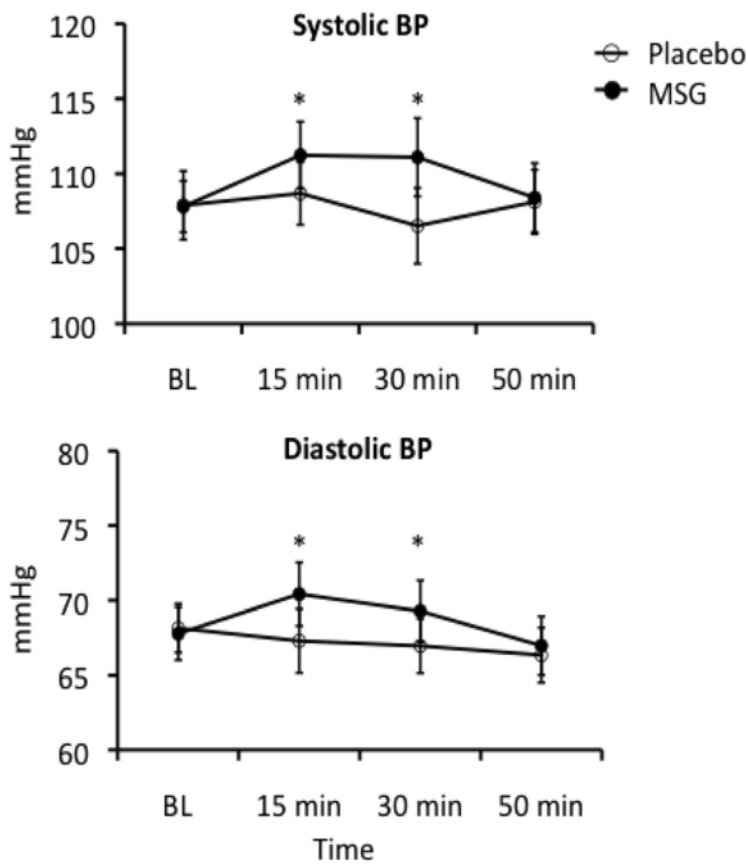 Systolic BP
Placebo
MSG
mmHg
120
115
110
105
100
* *
BL 15 min 30 min 50 min
Diastolic BP
mmHg
80
75
70
65
60
* *
BL 15 min 30 min 50 min
Time